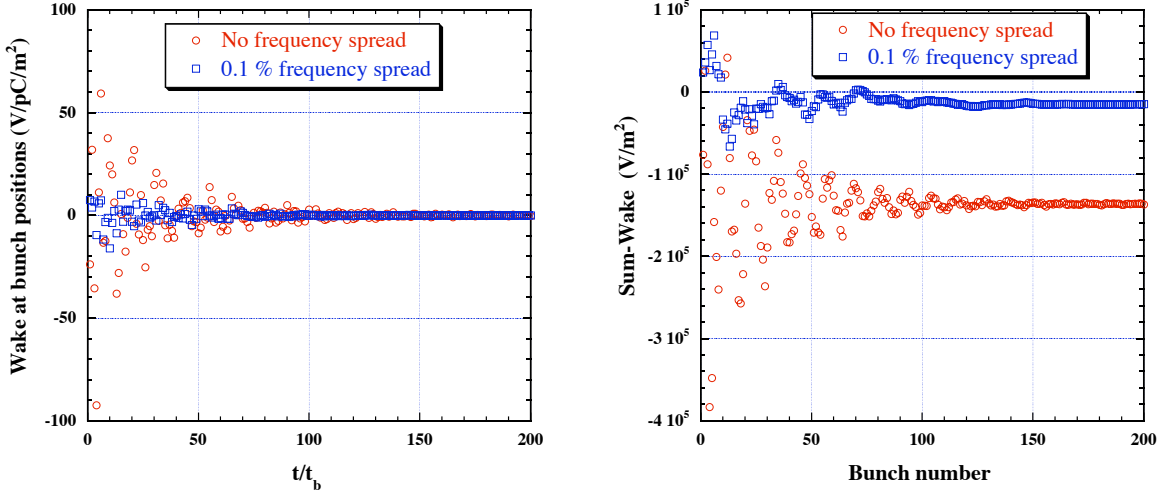 Wake at bunch positions (V/pC/m²)
100
50
0
-50
-100
No frequency spread
0.1 % frequency spread
0
50
100
150
200
t/t_b
Sum-Wake (V/m²)
1 10⁵
0
-1 10⁵
-2 10⁵
-3 10⁵
-4 10⁵
No frequency spread
0.1 % frequency spread
0
50
100
150
200
Bunch number